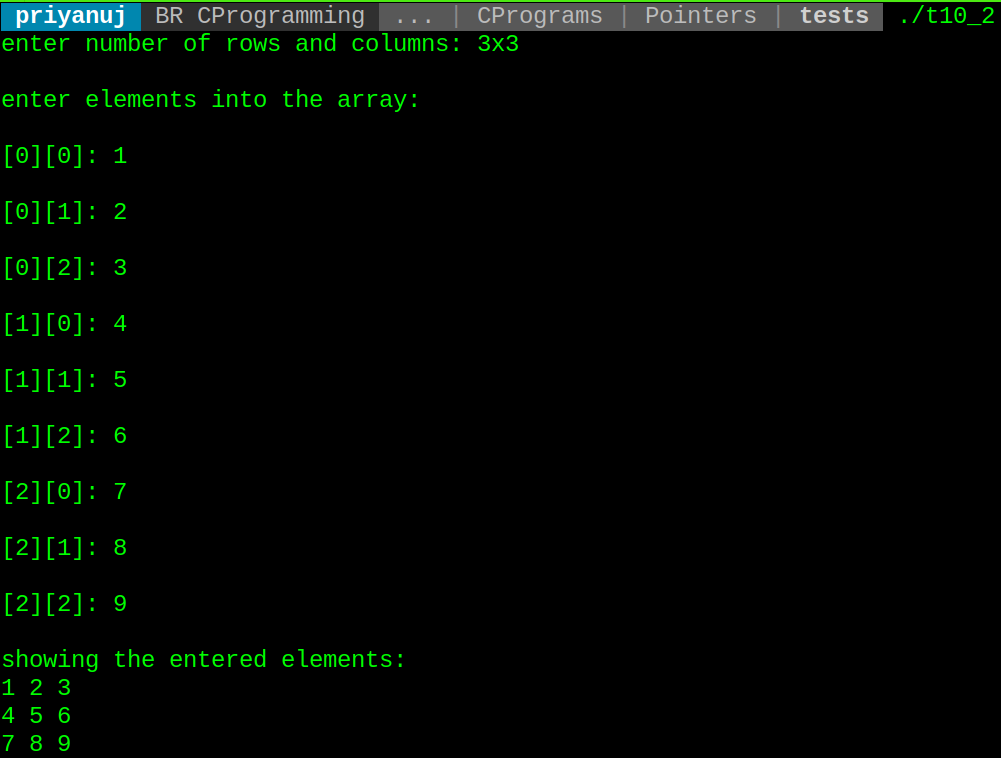 priyanuj BR CProgramming ... | CPrograms | Pointers | tests ./t10_2
enter number of rows and columns: 3x3
enter elements into the array:
[0][0]: 1
[0][1]: 2
[0][2]: 3
[1][0]: 4
[1][1]: 5
[1][2]: 6
[2][0]: 7
[2][1]: 8
[2][2]: 9
showing the entered elements:
1 2 3
4 5 6
7 8 9